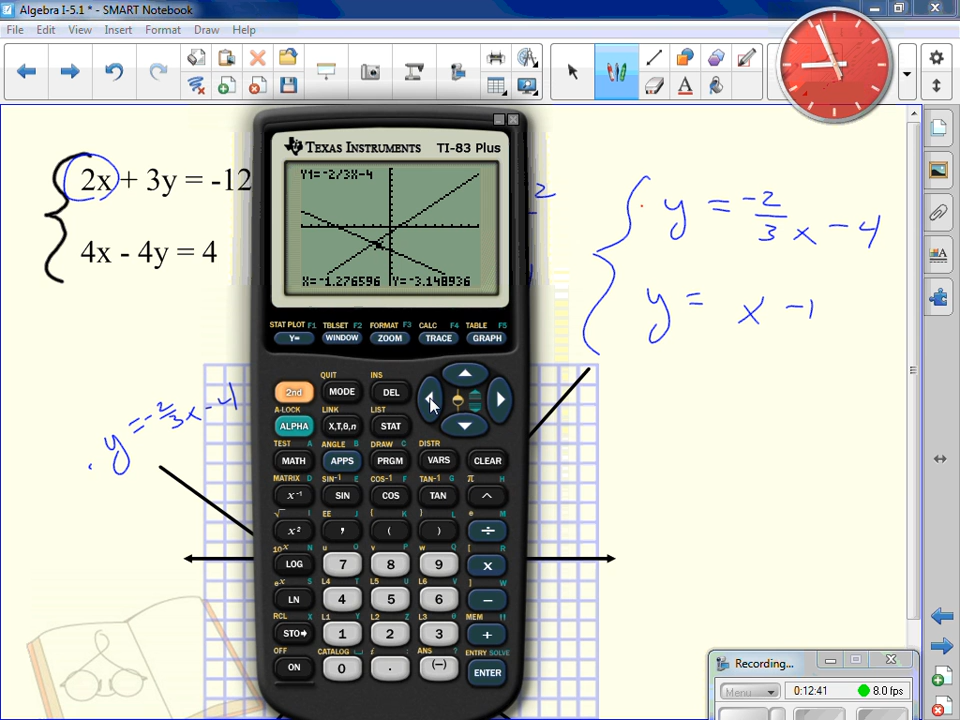 Algebra I-5.1 * - SMART Notebook
File Edit View Insert Format Draw Help
2x + 3y = -12
4x - 4y = 4
y = -2/3 x - 4
y = x - 1
y = -2/3 x - 4
TEXAS INSTRUMENTS TI-83 Plus
Y1=-2/3X-4
X=-1.276596 Y=-3.148936
STAT PLOT F1 TBLSET F2 FORMAT F3 CALC F4 TABLE F5
Y= WINDOW ZOOM TRACE GRAPH
QUIT INS
2nd MODE DEL
A-LOCK LINK LIST
ALPHA X,T,θ,n STAT
TEST A ANGLE B DRAW C DISTR
MATH APPS PRGM VARS CLEAR
MATRIX D SIN⁻¹ E COS⁻¹ F TAN⁻¹ G π H
x⁻¹ SIN COS TAN ^
√ I EE J { K } L e M
x² , ( ) ÷
10ˣ N u O v P w Q [ R
LOG 7 8 9 ×
eˣ S L4 T L5 U L6 V ] W
LN 4 5 6 −
RCL X L1 Y L2 Z L3 θ MEM "
STO➔ 1 2 3 +
OFF CATALOG i : ANS ? ENTRY SOLVE
ON 0 . (−) ENTER
Recording...
Menu 0:12:41 8.0 fps